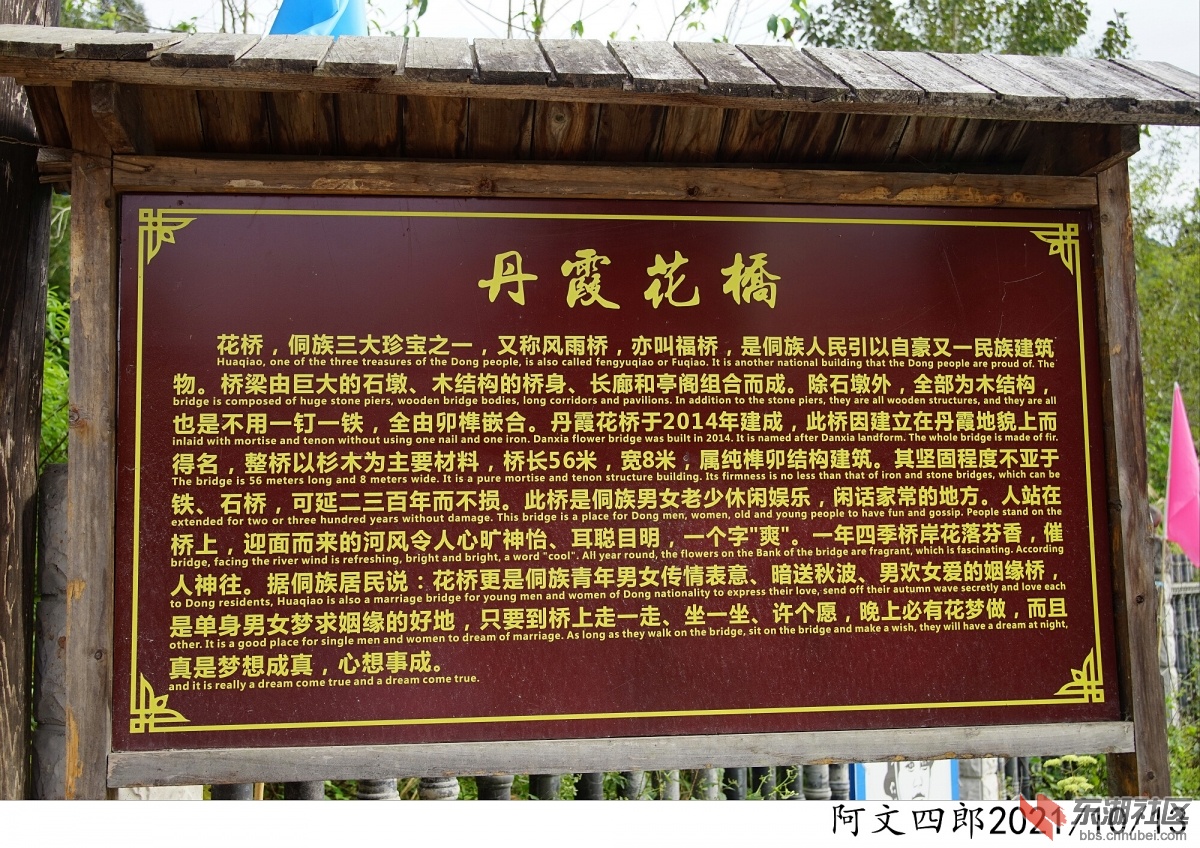 丹霞花橋
花桥，侗族三大珍宝之一，又称风雨桥，亦叫福桥，是侗族人民引以自豪又一民族建筑
Huaqiao, one of the three treasures of the Dong people, is also called fengyuqiao or Fuqiao. It is another national building that the Dong people are proud of. The
物。桥梁由巨大的石墩、木结构的桥身、长廊和亭阁组合而成。除石墩外，全部为木结构，
bridge is composed of huge stone piers, wooden bridge bodies, long corridors and pavilions. In addition to the stone piers, they are all wooden structures, and they are all
也是不用一钉一铁，全由卯榫嵌合。丹霞花桥于2014年建成，此桥因建立在丹霞地貌上而
inlaid with mortise and tenon without using one nail and one iron. Danxia flower bridge was built in 2014. It is named after Danxia landform. The whole bridge is made of fir.
得名，整桥以杉木为主要材料，桥长56米，宽8米，属纯榫卯结构建筑。其坚固程度不亚于
The bridge is 56 meters long and 8 meters wide. It is a pure mortise and tenon structure building. Its firmness is no less than that of iron and stone bridges, which can be
铁、石桥，可延二三百年而不损。此桥是侗族男女老少休闲娱乐，闲话家常的地方。人站在
extended for two or three hundred years without damage. This bridge is a place for Dong men, women, old and young people to have fun and gossip. People stand on the
桥上，迎面而来的河风令人心旷神怡、耳聪目明，一个字"爽"。一年四季桥岸花落芬香，催
bridge, facing the river wind is refreshing, bright and bright, a word "cool". All year round, the flowers on the Bank of the bridge are fragrant, which is fascinating. According
人神往。据侗族居民说：花桥更是侗族青年男女传情表意、暗送秋波、男欢女爱的姻缘桥，
to Dong residents, Huaqiao is also a marriage bridge for young men and women of Dong nationality to express their love, send off their autumn wave secretly and love each
是单身男女梦求姻缘的好地，只要到桥上走一走、坐一坐、许个愿，晚上必有花梦做，而且
other. It is a good place for single men and women to dream of marriage. As long as they walk on the bridge, sit on the bridge and make a wish, they will have a dream at night,
真是梦想成真，心想事成。
and it is really a dream come true and a dream come true.
阿文四郎2021/10/13
东湖社区
bbs.cnhubei.com